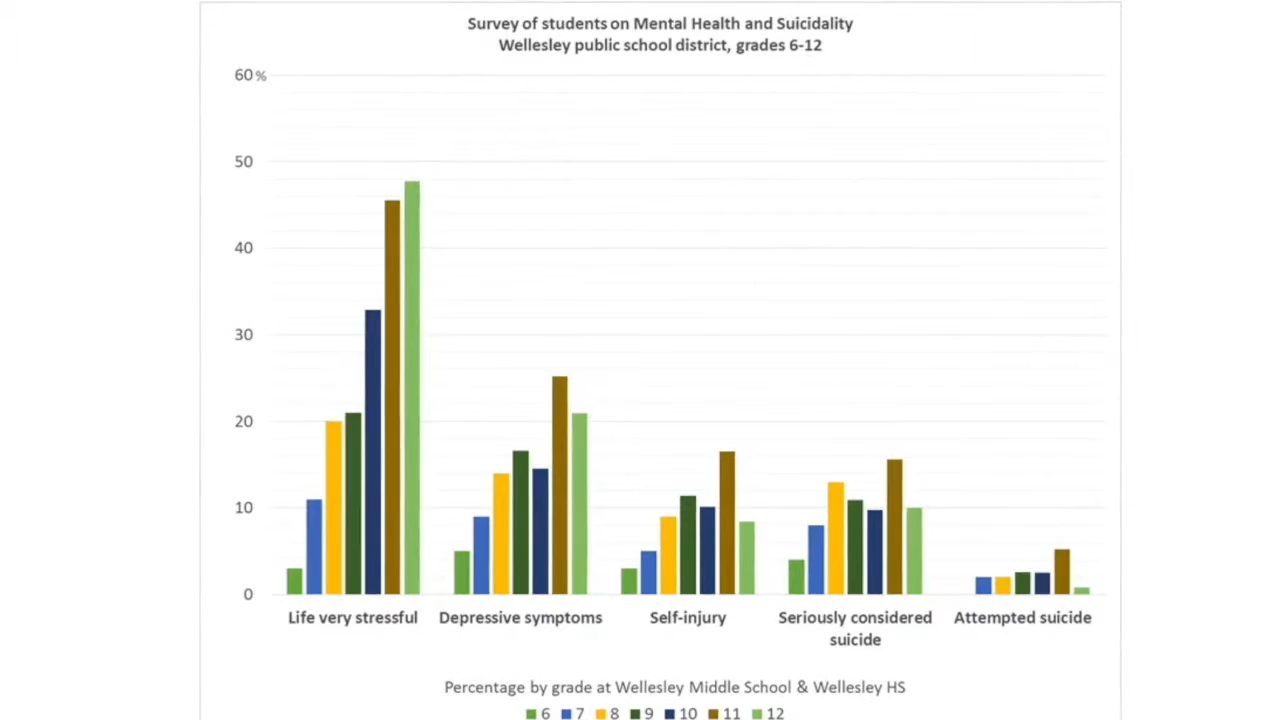 Survey of students on Mental Health and Suicidality
Wellesley public school district, grades 6-12
60%
50
40
30
20
10
0
Life very stressful
Depressive symptoms
Self-injury
Seriously considered
suicide
Attempted suicide
Percentage by grade at Wellesley Middle School & Wellesley HS
6 7 8 9 10 11 12